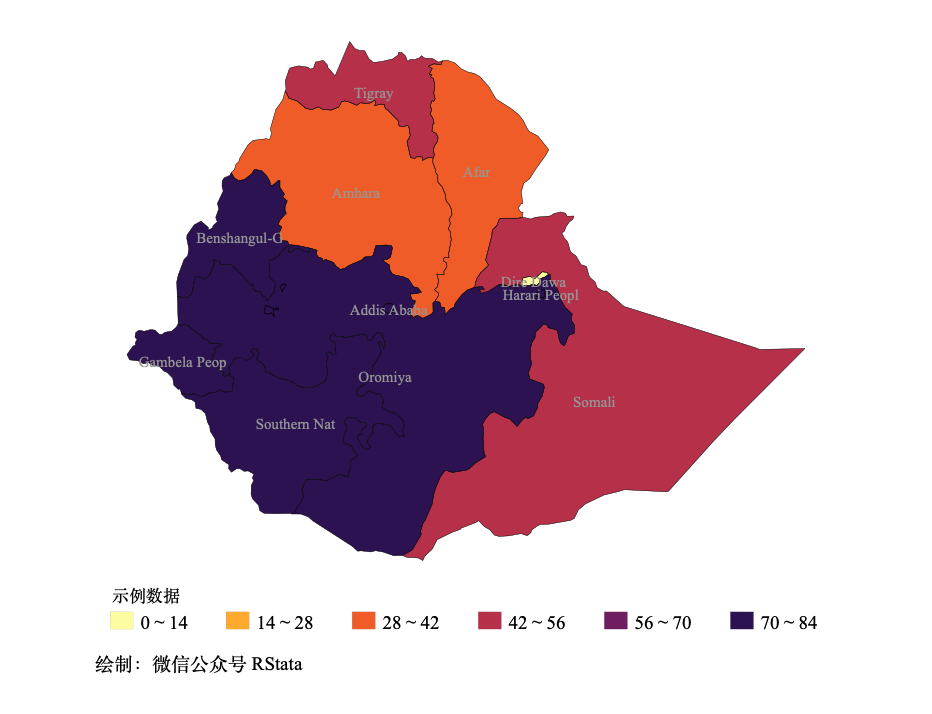 Tigray
Afar
Amhara
Benshangul-G
Dire Dawa
Harari Peopl
Addis Ababa
Gambela Peop
Oromiya
Somali
Southern Nat
示例数据
0 ~ 14
14 ~ 28
28 ~ 42
42 ~ 56
56 ~ 70
70 ~ 84
绘制：微信公众号 RStata